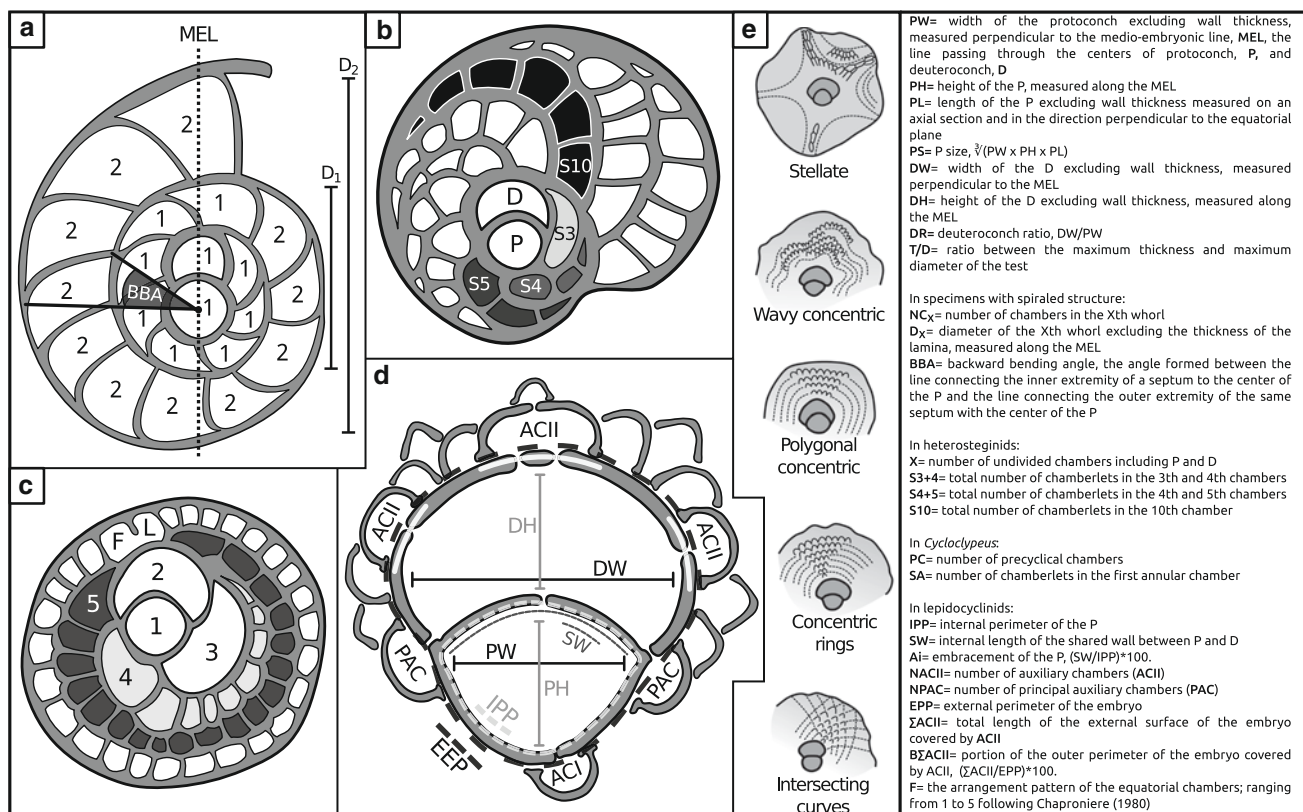 a
MEL
D2
D1
2
2
2
2
2
2
2
2
2
2
2
1
1
1
1
1
1
1
1
1
1
BBA
b
S10
D
P
S3
S5
S4
c
F
L
2
5
1
3
4
d
ACII
ACII
ACII
DH
DW
PW
SW
PH
IPP
PAC
PAC
EEP
ACI
e
Stellate
Wavy concentric
Polygonal
concentric
Concentric
rings
Intersecting
curves
PW= width of the protoconch excluding wall thickness,
measured perpendicular to the medio-embryonic line, MEL, the
line passing through the centers of protoconch, P, and
deuteroconch, D
PH= height of the P, measured along the MEL
PL= length of the P excluding wall thickness measured on an
axial section and in the direction perpendicular to the equatorial
plane
PS= P size, ∛(PW x PH x PL)
DW= width of the D excluding wall thickness, measured
perpendicular to the MEL
DH= height of the D excluding wall thickness, measured along
the MEL
DR= deuteroconch ratio, DW/PW
T/D= ratio between the maximum thickness and maximum
diameter of the test
In specimens with spiraled structure:
NCX= number of chambers in the Xth whorl
DX= diameter of the Xth whorl excluding the thickness of the
lamina, measured along the MEL
BBA= backward bending angle, the angle formed between the
line connecting the inner extremity of a septum to the center of
the P and the line connecting the outer extremity of the same
septum with the center of the P
In heterosteginids:
X= number of undivided chambers including P and D
S3+4= total number of chamberlets in the 3th and 4th chambers
S4+5= total number of chamberlets in the 4th and 5th chambers
S10= total number of chamberlets in the 10th chamber
In Cycloclypeus:
PC= number of precyclical chambers
SA= number of chamberlets in the first annular chamber
In lepidocyclinids:
IPP= internal perimeter of the P
SW= internal length of the shared wall between P and D
Ai= embracement of the P, (SW/IPP)*100.
NACII= number of auxiliary chambers (ACII)
NPAC= number of principal auxiliary chambers (PAC)
EPP= external perimeter of the embryo
∑ACII= total length of the external surface of the embryo
covered by ACII
B∑ACII= portion of the outer perimeter of the embryo covered
by ACII, (∑ACII/EPP)*100.
F= the arrangement pattern of the equatorial chambers; ranging
from 1 to 5 following Chaproniere (1980)